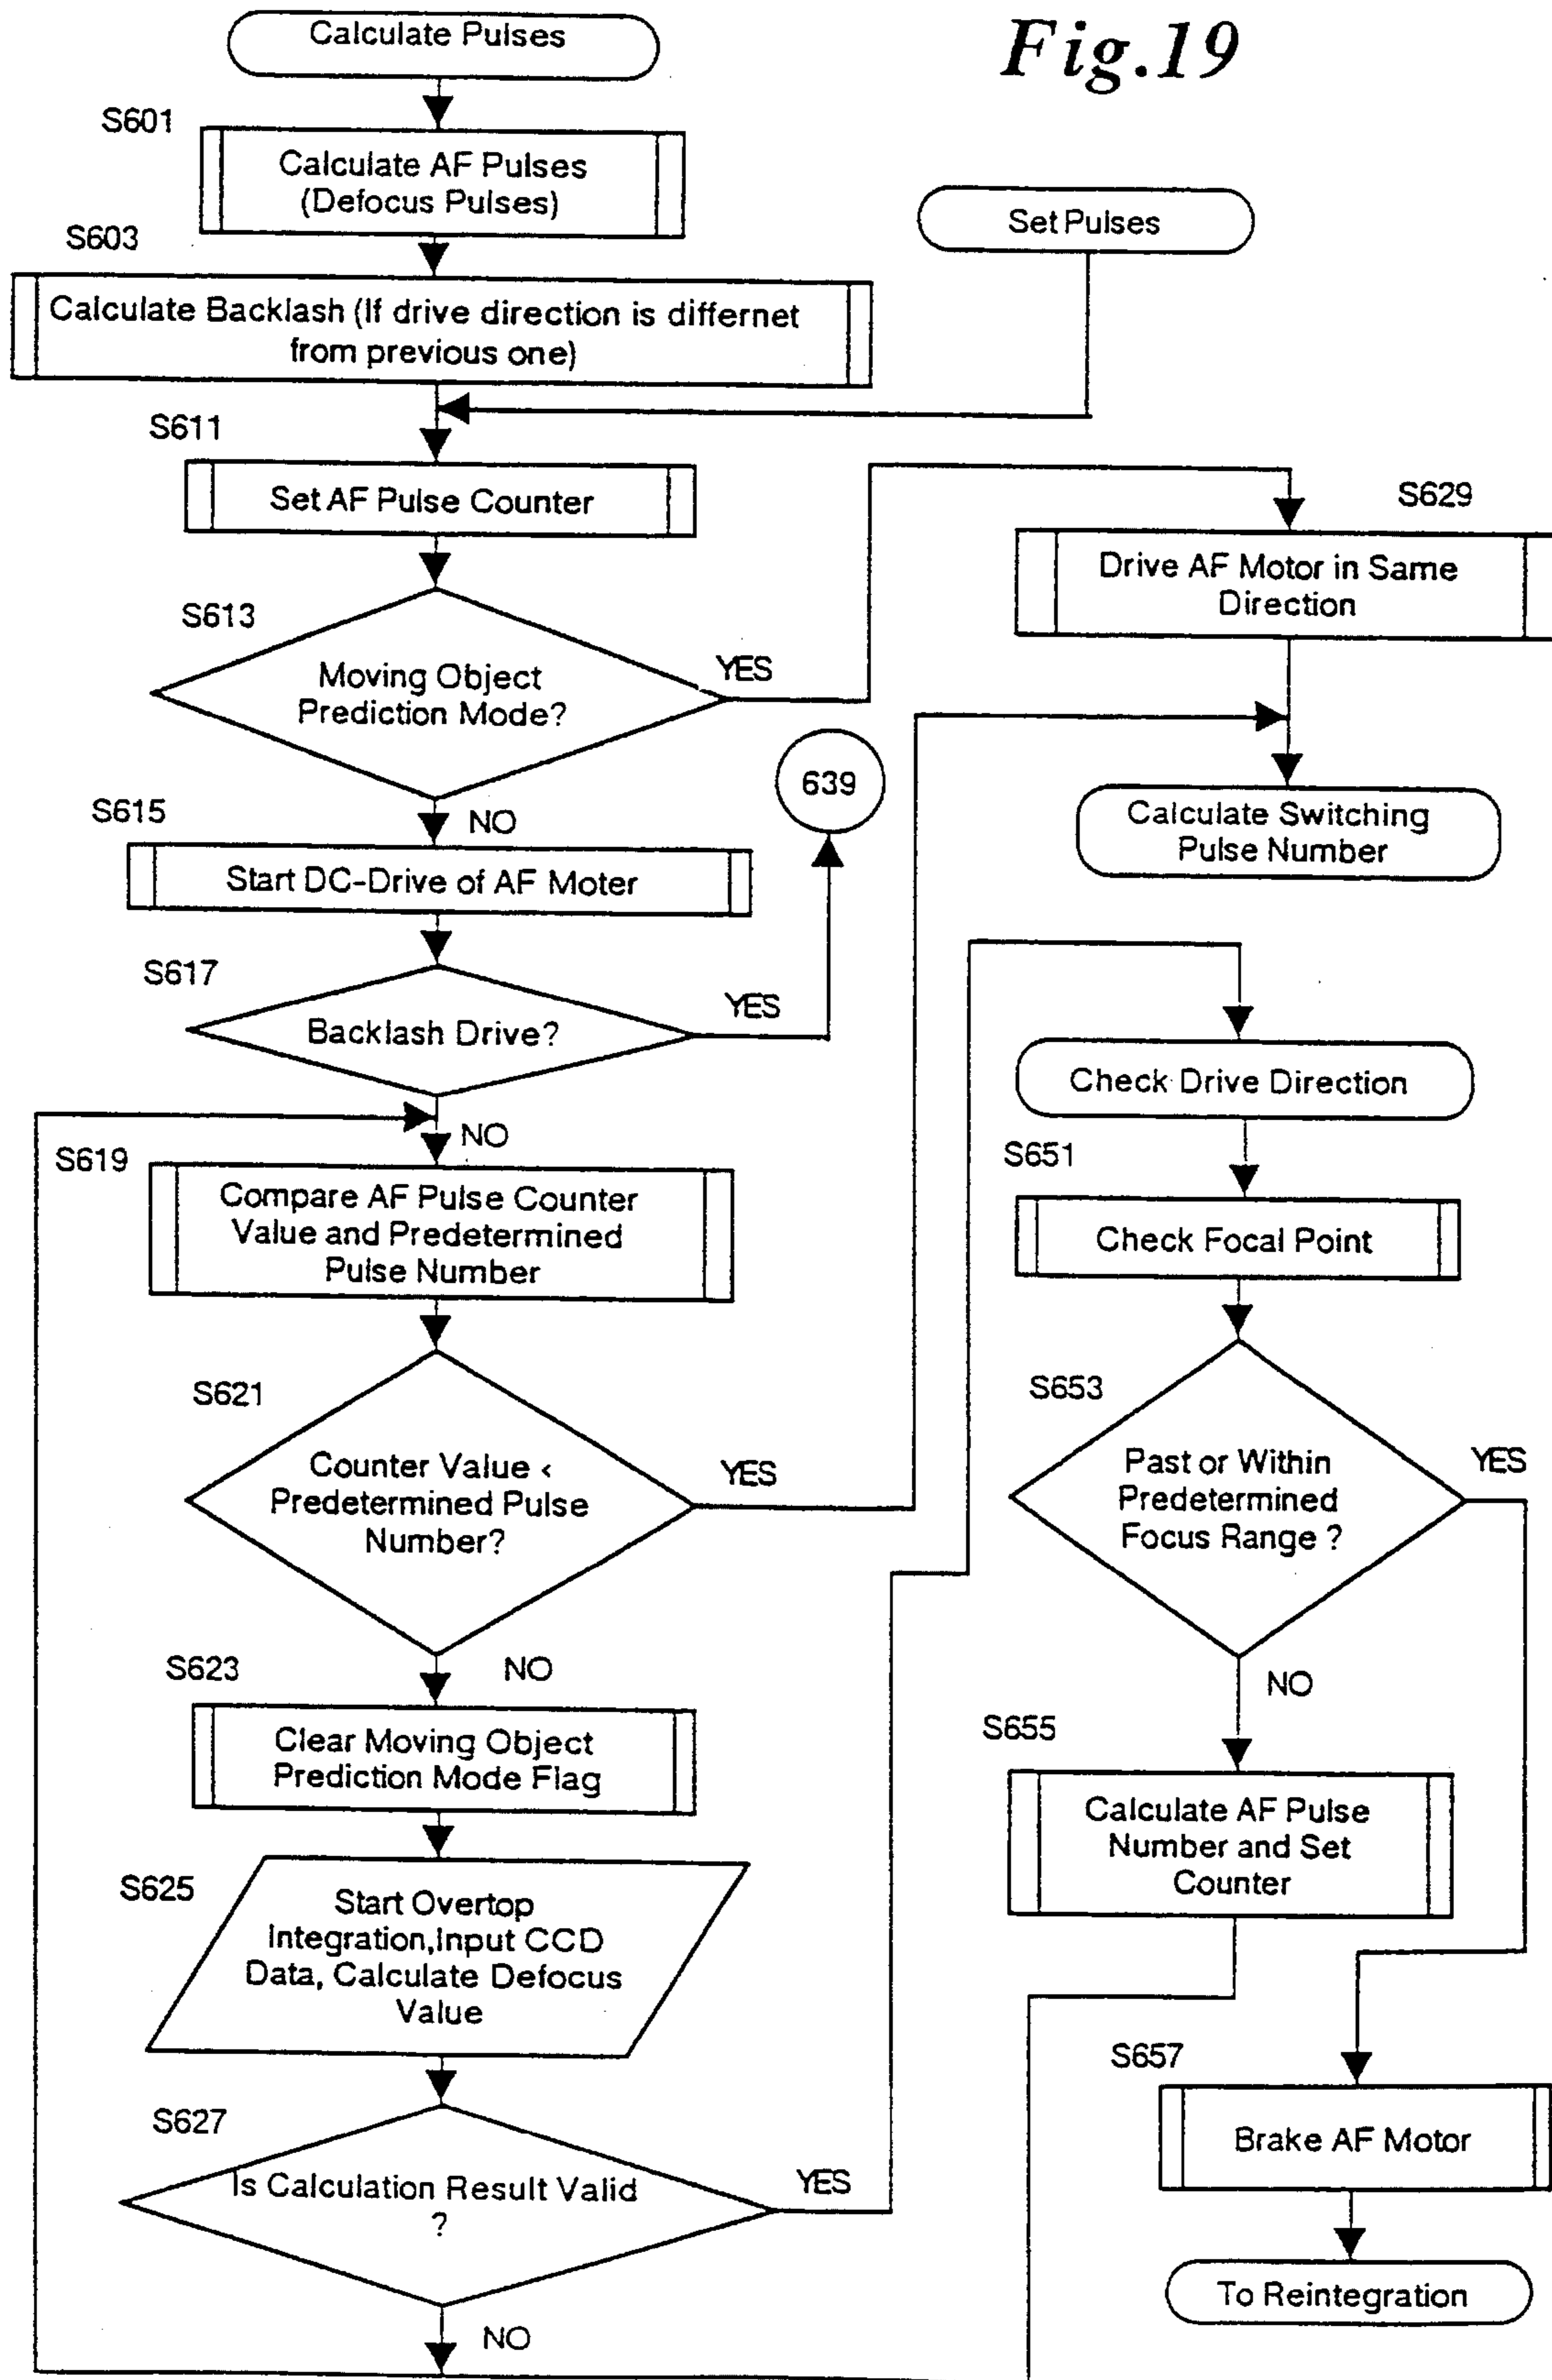 Fig.19
Calculate Pulses
S601
Calculate AF Pulses
(Defocus Pulses)
S603
Calculate Backlash (If drive direction is differnet
from previous one)
Set Pulses
S611
Set AF Pulse Counter
S613
Moving Object
Prediction Mode?
YES
NO
S629
Drive AF Motor in Same
Direction
639
Calculate Switching
Pulse Number
S615
Start DC-Drive of AF Moter
S617
Backlash Drive?
YES
NO
S619
Compare AF Pulse Counter
Value and Predetermined
Pulse Number
S621
Counter Value <
Predetermined Pulse
Number?
YES
NO
S623
Clear Moving Object
Prediction Mode Flag
S625
Start Overtop
Integration,Input CCD
Data, Calculate Defocus
Value
S627
Is Calculation Result Valid
?
YES
NO
Check Drive Direction
S651
Check Focal Point
S653
Past or Within
Predetermined
Focus Range ?
YES
NO
S655
Calculate AF Pulse
Number and Set
Counter
S657
Brake AF Motor
To Reintegration